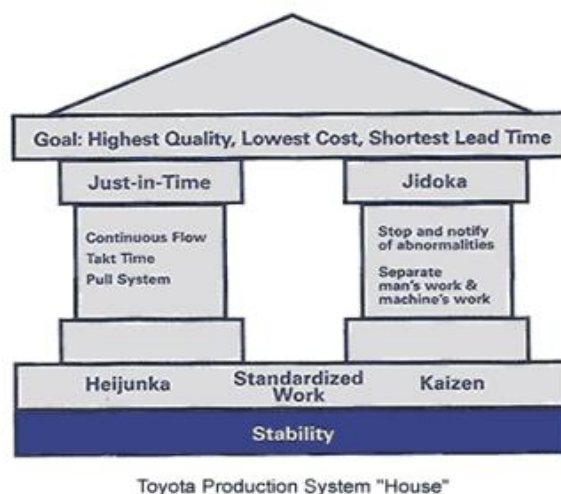 Goal: Highest Quality, Lowest Cost, Shortest Lead Time
Just-in-Time
Continuous Flow
Takt Time
Pull System
Jidoka
Stop and notify
of abnormalities
Separate
man's work &
machine's work
Heijunka
Standardized
Work
Kaizen
Stability
Toyota Production System "House"